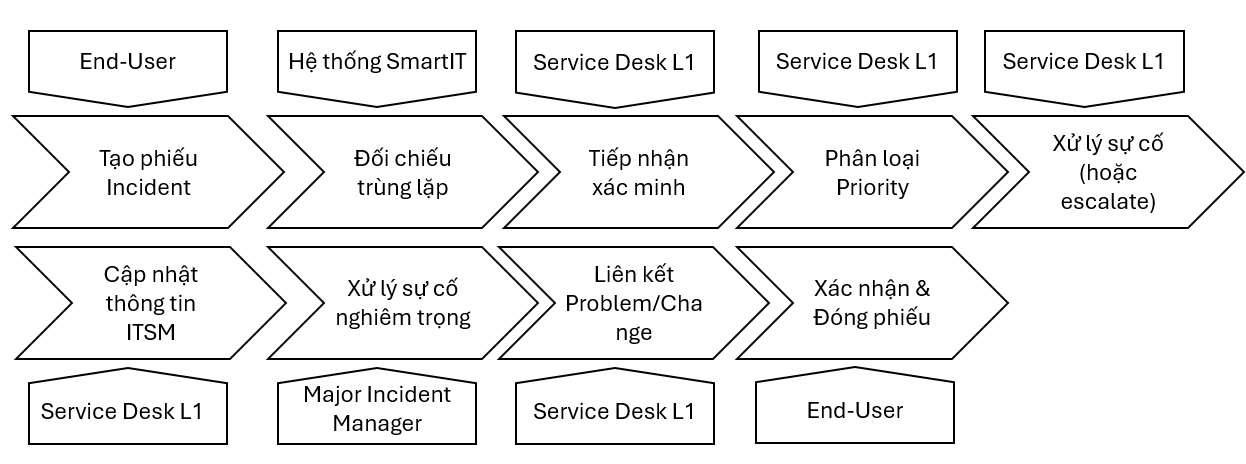 End-User
Hệ thống SmartIT
Service Desk L1
Service Desk L1
Service Desk L1
Tạo phiếu
Incident
Đối chiếu
trùng lặp
Tiếp nhận
xác minh
Phân loại
Priority
Xử lý sự cố
(hoặc
escalate)
Cập nhật
thông tin
ITSM
Xử lý sự cố
nghiêm trọng
Liên kết
Problem/Cha
nge
Xác nhận &
Đóng phiếu
Service Desk L1
Major Incident
Manager
Service Desk L1
End-User